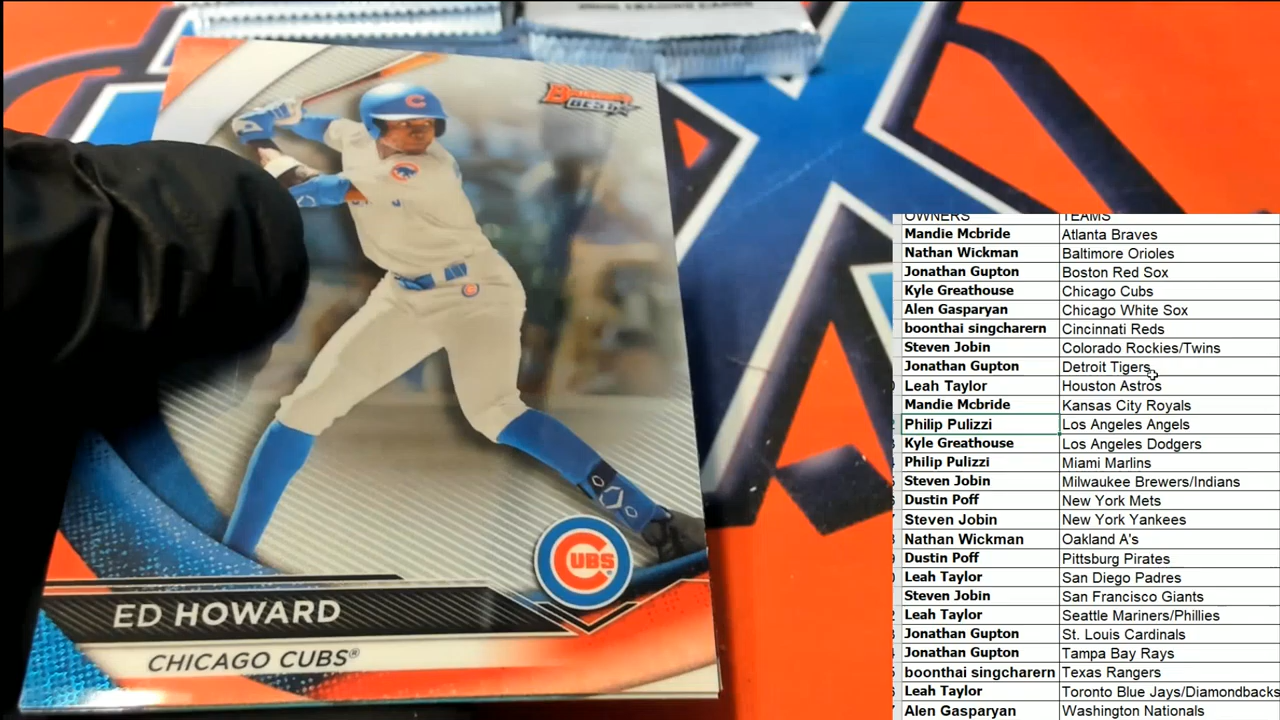 Bowman's
BEST
C
C
CUBS
ED HOWARD
CHICAGO CUBS®
OWNERS TEAMS
Mandie Mcbride Atlanta Braves
Nathan Wickman Baltimore Orioles
Jonathan Gupton Boston Red Sox
Kyle Greathouse Chicago Cubs
Alen Gasparyan Chicago White Sox
boonthai singcharern Cincinnati Reds
Steven Jobin Colorado Rockies/Twins
Jonathan Gupton Detroit Tigers
Leah Taylor Houston Astros
Mandie Mcbride Kansas City Royals
Philip Pulizzi Los Angeles Angels
Kyle Greathouse Los Angeles Dodgers
Philip Pulizzi Miami Marlins
Steven Jobin Milwaukee Brewers/Indians
Dustin Poff New York Mets
Steven Jobin New York Yankees
Nathan Wickman Oakland A's
Dustin Poff Pittsburg Pirates
Leah Taylor San Diego Padres
Steven Jobin San Francisco Giants
Leah Taylor Seattle Mariners/Phillies
Jonathan Gupton St. Louis Cardinals
Jonathan Gupton Tampa Bay Rays
boonthai singcharern Texas Rangers
Leah Taylor Toronto Blue Jays/Diamondbacks
Alen Gasparyan Washington Nationals